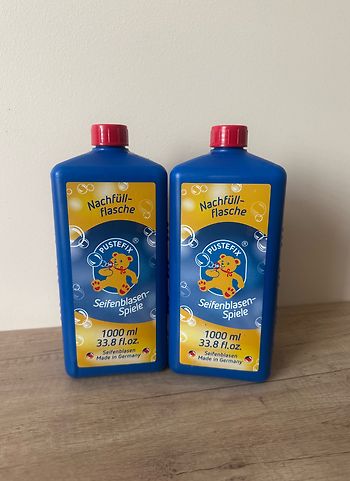 Nachfüll-
flasche
PUSTEFIX
®
Seifenblasen-
Spiele
1000 ml
33.8 fl.oz.
Seifenblasen
Made in Germany
Nachfüll-
flasche
PUSTEFIX
®
Seifenblasen-
Spiele
1000 ml
33.8 fl.oz.
Seifenblasen
Made in Germany